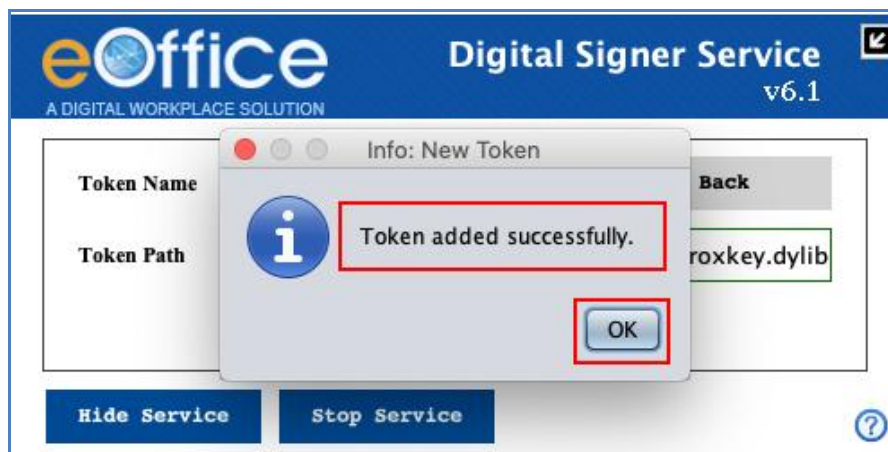 eOffice
A DIGITAL WORKPLACE SOLUTION
Digital Signer Service
v6.1
Info: New Token
Token Name
Back
Token added successfully.
Token Path
roxkey.dylib
OK
Hide Service
Stop Service
?